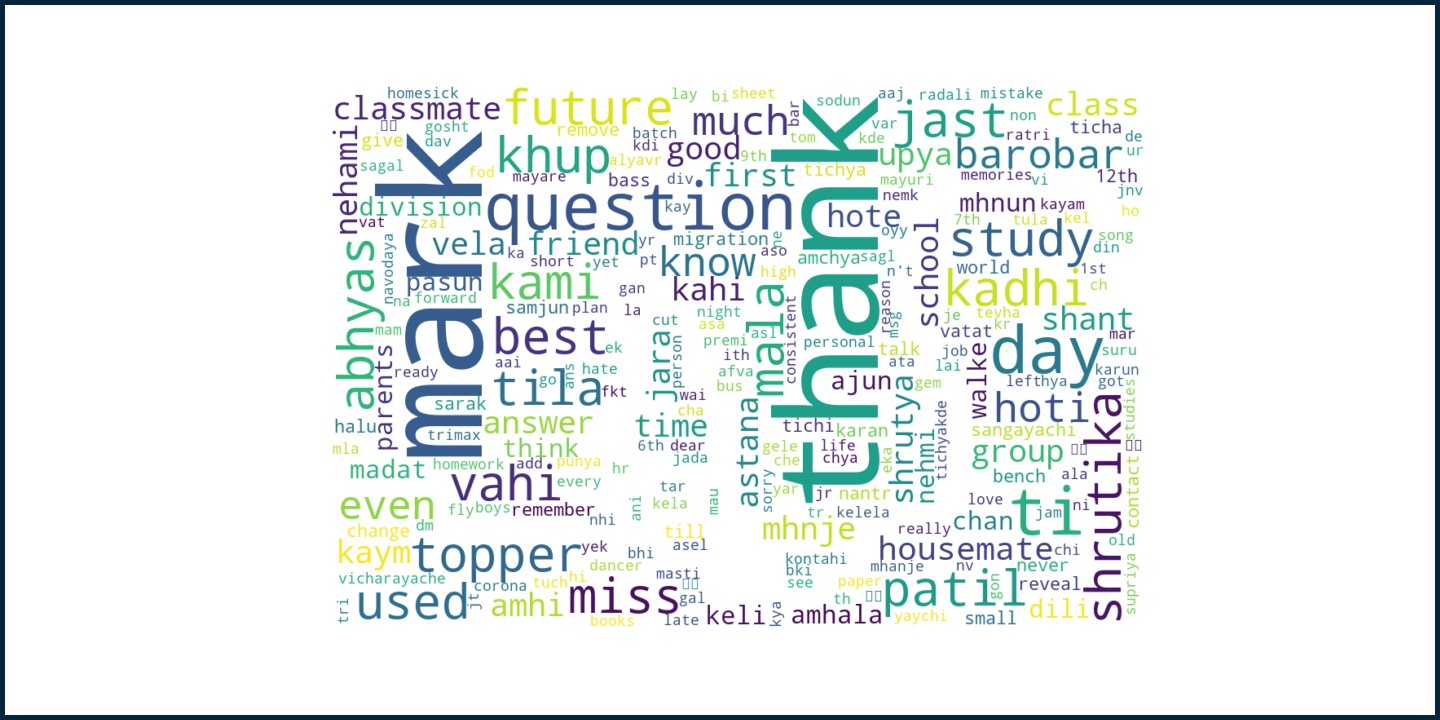 homesick
classmate
future
lay
bi
sheet
sodun
aaj
radali
mistake
class
give
gosht
dav
remove
batch
kdi
much
bar
tom
var
kde
jast
non
ratri
ticha
de
ur
nehami
sagal
mark
fod
khup
alyavr
good
9th
thank
upya
barobar
mayare
bass
div
first
tichya
mayuri
memories
vi
12th
jnv
division
vat
zal
question
kay
nemk
hote
mhnun
kayam
ho
7th
tula
kel
vela
ka
friend
yr
migration
ne
oyy
school
study
song
din
abhyas
navodaya
pasun
short
yet
pt
know
aso
amchya
sagl
n't
world
1st
na
forward
kami
gan
kahi
high
kadhi
ch
mam
samjun
plan
la
cut
night
asa
mala
consistent
reason
msg
je
teyha
kr
shant
parents
best
ek
jara
person
premi
asl
personal
talk
vatat
job
day
mar
suru
ready
aai
go
ans
hate
ith
afva
bus
ajun
ata
lai
walke
left
hya
karun
got
tila
fkt
wai
gem
studies
sarak
answer
cha
time
astana
tichi
karan
shrutya
nehmi
tichyakde
hoti
shrutika
halu
trimax
think
6th
dear
jada
gele
che
life
chya
eka
sangayachi
group
mla
madat
homework
add
punya
hr
sorry
yar
jr
nantr
bench
ala
contact
vahi
every
tar
kela
mau
love
even
fly
boys
remember
nhi
ani
tr
kelela
ti
jam
ni
dm
change
till
mhnje
really
chan
old
kaym
topper
yek
bhi
asel
kontahi
bki
see
housemate
chi
vicharayache
dancer
masti
mhanje
nv
never
corona
tuch
hi
miss
gal
paper
patil
gon
reveal
supriya
tri
used
jt
amhi
books
late
keli
kya
amhala
th
yaychi
small
dili